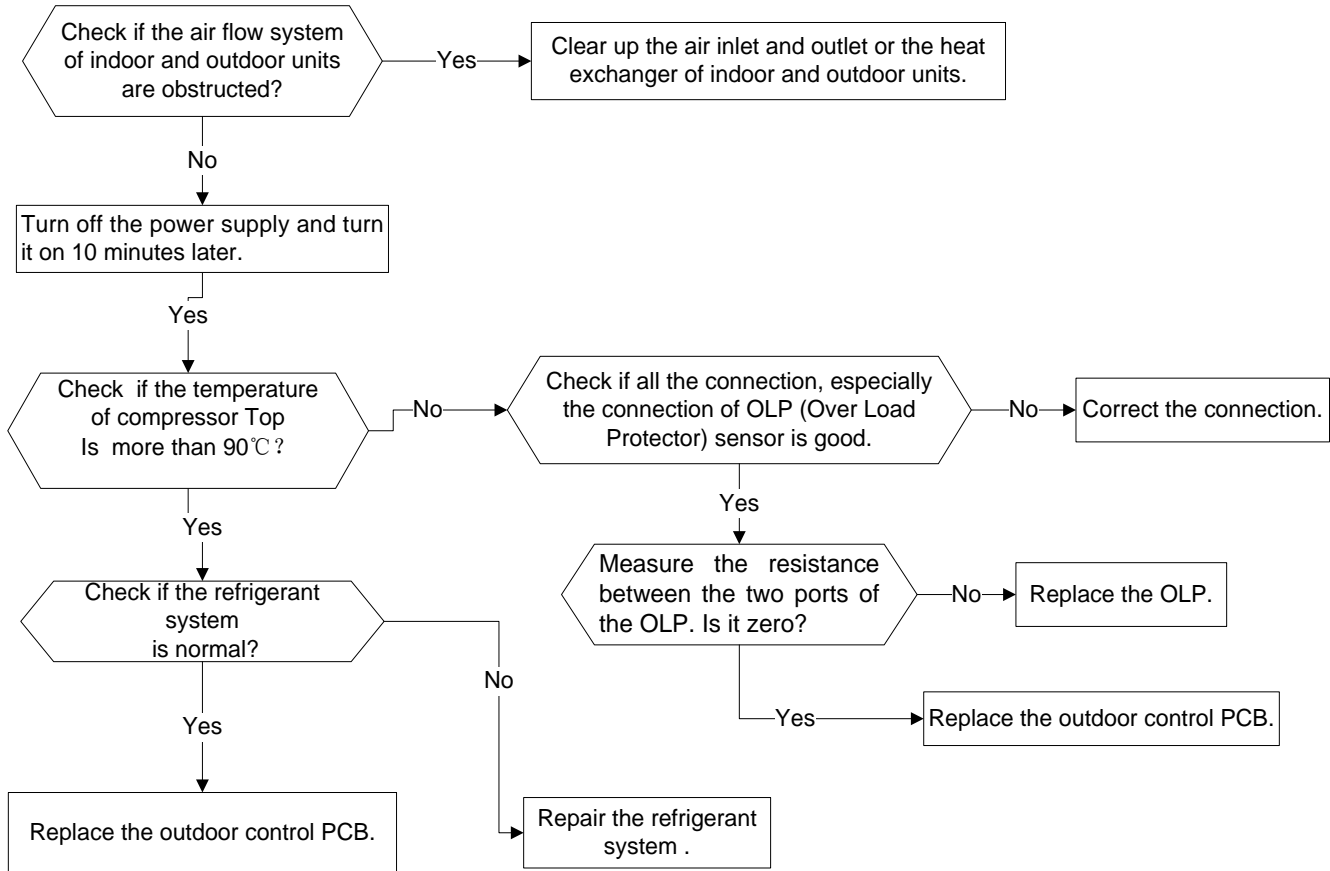 Check if the air flow system
of indoor and outdoor units
are obstructed?
Yes
Clear up the air inlet and outlet or the heat
exchanger of indoor and outdoor units.
No
Turn off the power supply and turn
it on 10 minutes later.
Yes
Check if the temperature
of compressor Top
Is more than 90℃?
No
Check if all the connection, especially
the connection of OLP (Over Load
Protector) sensor is good.
No
Correct the connection.
Yes
Yes
Measure the resistance
between the two ports of
the OLP. Is it zero?
No
Replace the OLP.
Check if the refrigerant
system
is normal?
No
Yes
Yes
Replace the outdoor control PCB.
Replace the outdoor control PCB.
Repair the refrigerant
system .